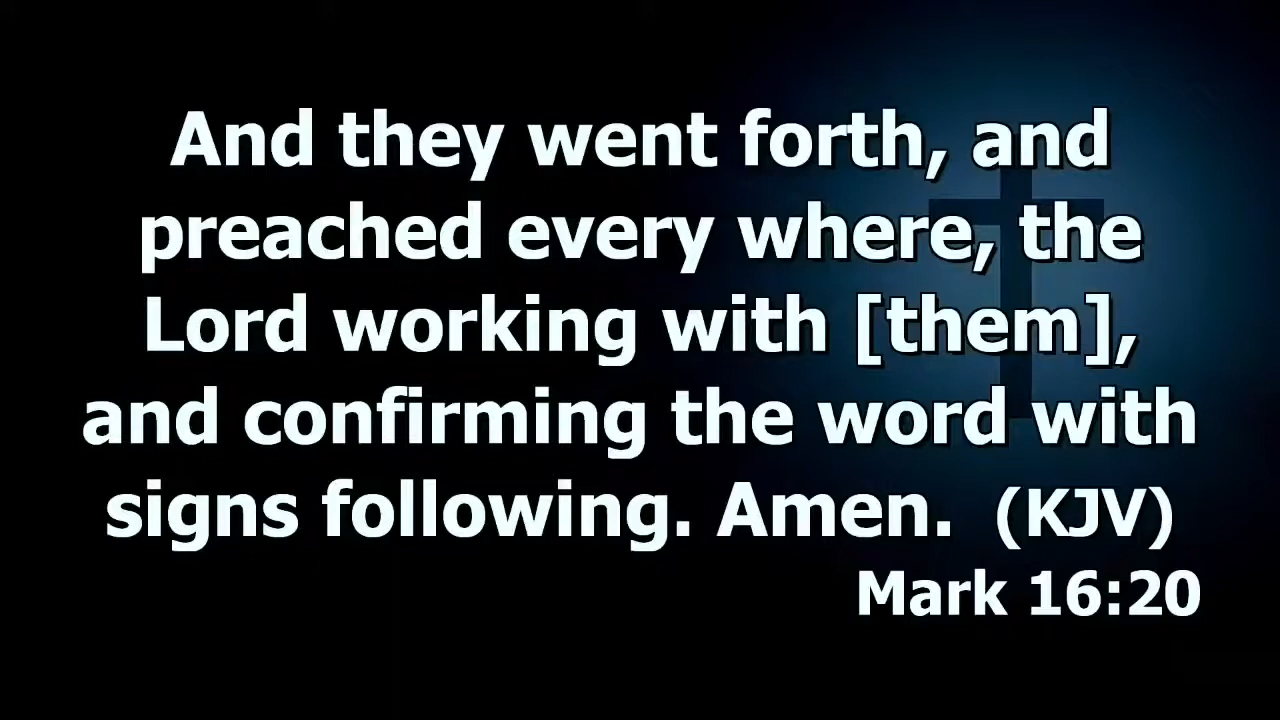 And they went forth, and
preached every where, the
Lord working with [them],
and confirming the word with
signs following. Amen. (KJV)
Mark 16:20